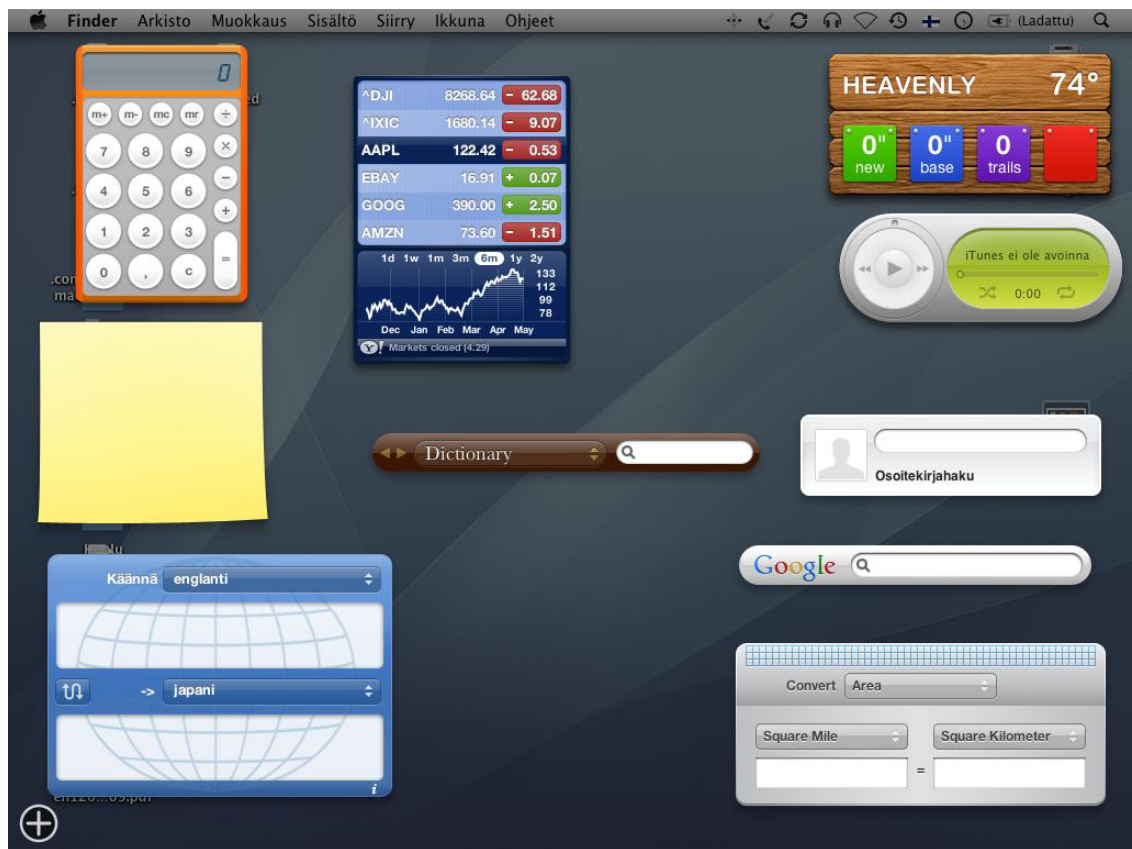 Finder Arkisto Muokkaus Sisältö Siirry Ikkuna Ohjeet (Ladattu)
0
m+ m- mc mr ÷
7 8 9 ×
4 5 6 −
+
1 2 3
0 , C =
^DJI 8268.64 − 62.68
^IXIC 1680.14 − 9.07
AAPL 122.42 − 0.53
EBAY 16.91 + 0.07
GOOG 390.00 + 2.50
AMZN 73.60 − 1.51
1d 1w 1m 3m 6m 1y 2y
133
112
99
78
Dec Jan Feb Mar Apr May
Y! Markets closed (4.29)
HEAVENLY 74°
0" 0" 0
new base trails
iTunes ei ole avoinna
0:00
Dictionary
Osoitekirjahaku
Google
Käännä englanti
-> japani
i
Convert Area
Square Mile Square Kilometer
=